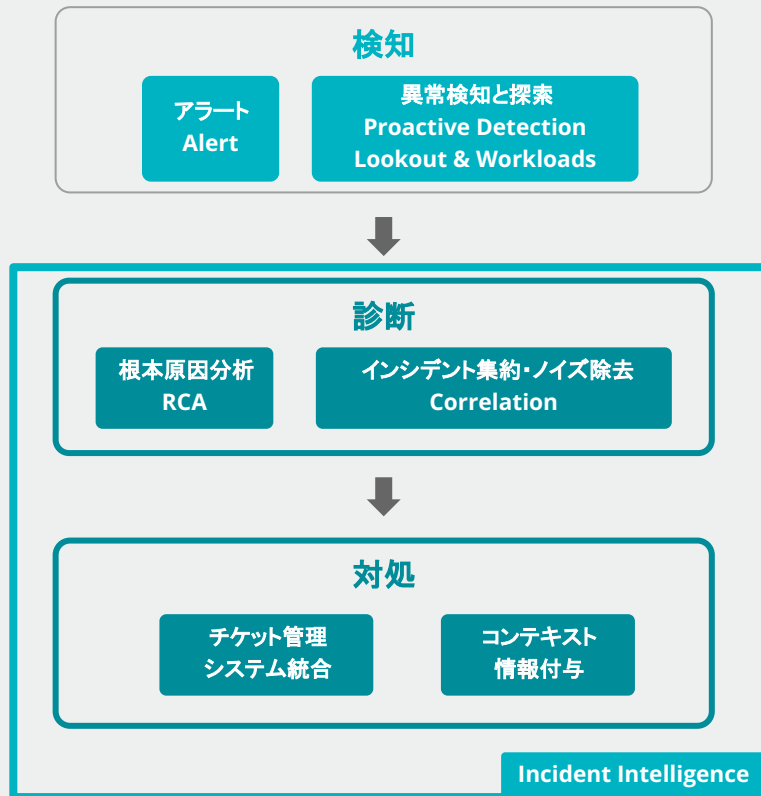 検知
アラート
Alert
異常検知と探索
Proactive Detection
Lookout & Workloads
診断
根本原因分析
RCA
インシデント集約・ノイズ除去
Correlation
対処
チケット管理
システム統合
コンテキスト
情報付与
Incident Intelligence